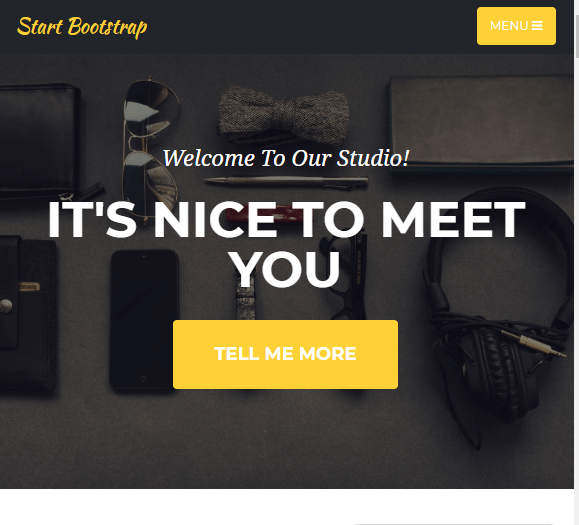 Start Bootstrap
MENU
Welcome To Our Studio!
IT'S NICE TO MEET
YOU
TELL ME MORE